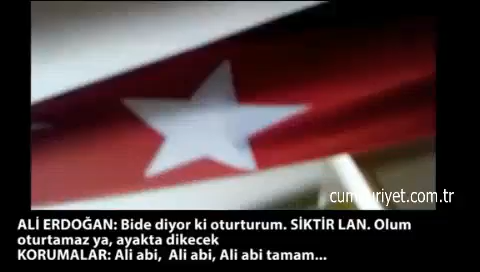 cumhuriyet.com.tr
ALİ ERDOĞAN: Bide diyor ki oturturum. SİKTİR LAN. Olum
oturtamaz ya, ayakta dikecek
KORUMALAR: Ali abi,  Ali abi, Ali abi tamam...